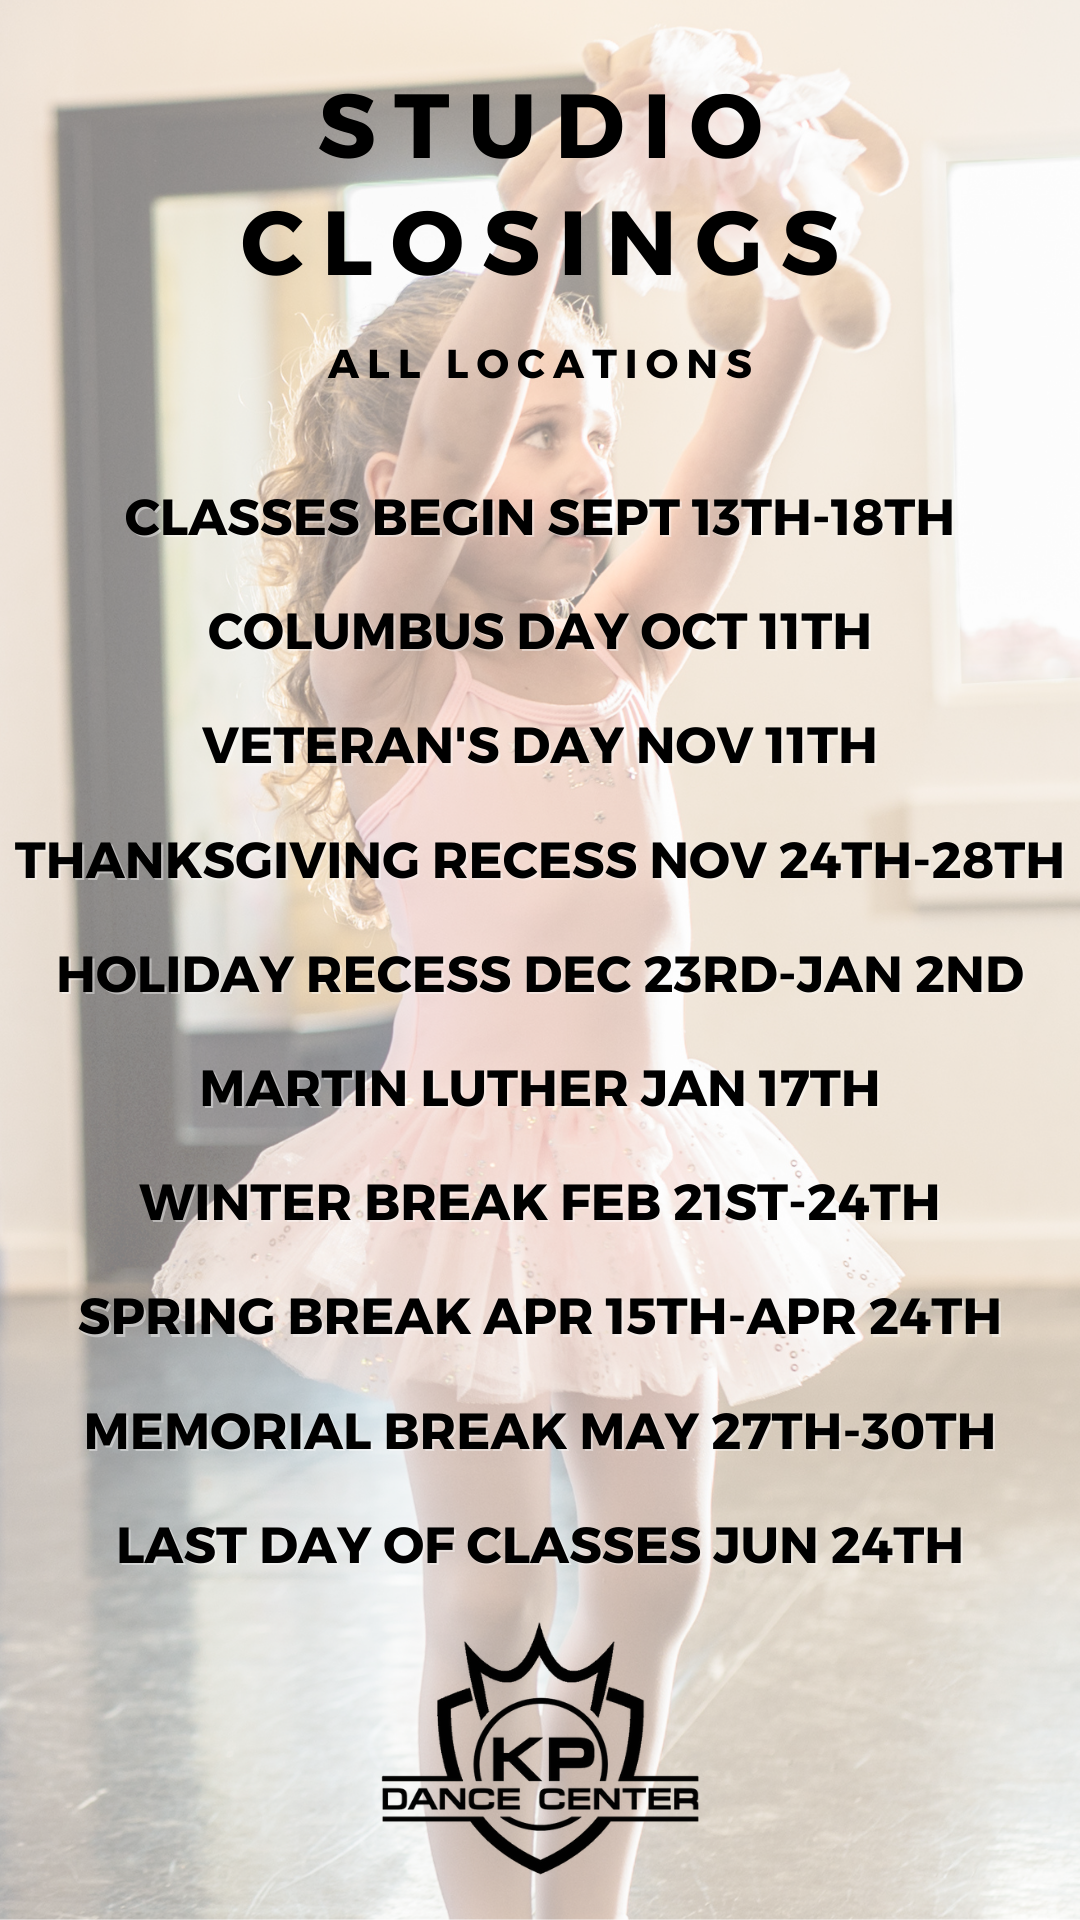 STUDIO
CLOSINGS
ALL LOCATIONS
CLASSES BEGIN SEPT 13TH-18TH
COLUMBUS DAY OCT 11TH
VETERAN'S DAY NOV 11TH
THANKSGIVING RECESS NOV 24TH-28TH
HOLIDAY RECESS DEC 23RD-JAN 2ND
MARTIN LUTHER JAN 17TH
WINTER BREAK FEB 21ST-24TH
SPRING BREAK APR 15TH-APR 24TH
MEMORIAL BREAK MAY 27TH-30TH
LAST DAY OF CLASSES JUN 24TH
KP
DANCE CENTER